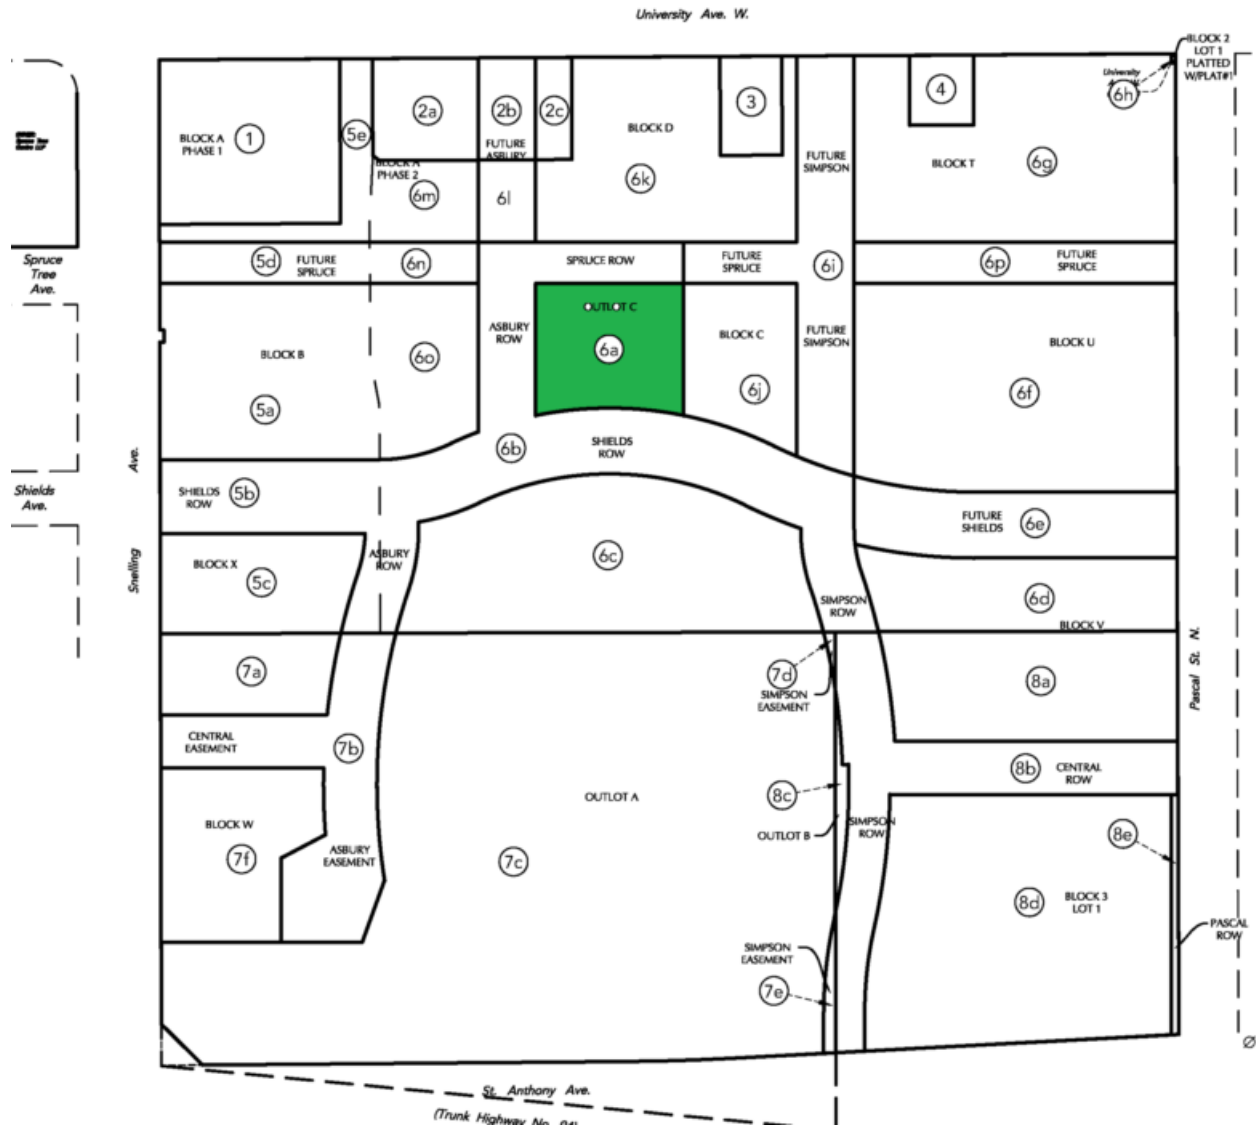 University Ave. W.
BLOCK 2
LOT 1
PLATTED
W/PLAT#1
University
6h
BLOCK A
PHASE 1
1
5e
2a
2b
2c
3
4
FUTURE
ASBURY
BLOCK D
6k
FUTURE
SIMPSON
BLOCK T
6g
BLOCK A
PHASE 2
6m
6l
Spruce
Tree
Ave.
5d
FUTURE
SPRUCE
6n
SPRUCE ROW
FUTURE
SPRUCE
6i
6p
FUTURE
SPRUCE
BLOCK B
5a
6o
ASBURY
ROW
OUTLOT C
6a
BLOCK C
6j
FUTURE
SIMPSON
BLOCK U
6f
Snelling Ave.
Shields
Ave.
SHIELDS
ROW
5b
6b
SHIELDS
ROW
FUTURE
SHIELDS
6e
BLOCK X
5c
ASBURY
ROW
6c
SIMPSON
ROW
6d
BLOCK V
Pascal St. N.
7a
7d
SIMPSON
EASEMENT
8a
CENTRAL
EASEMENT
7b
8b
CENTRAL
ROW
OUTLOT A
8c
OUTLOT B
SIMPSON
ROW
BLOCK W
7f
ASBURY
EASEMENT
7c
8e
8d
BLOCK 3
LOT 1
PASCAL
ROW
SIMPSON
EASEMENT
7e
St. Anthony Ave.
(Trunk Highway No. 94)